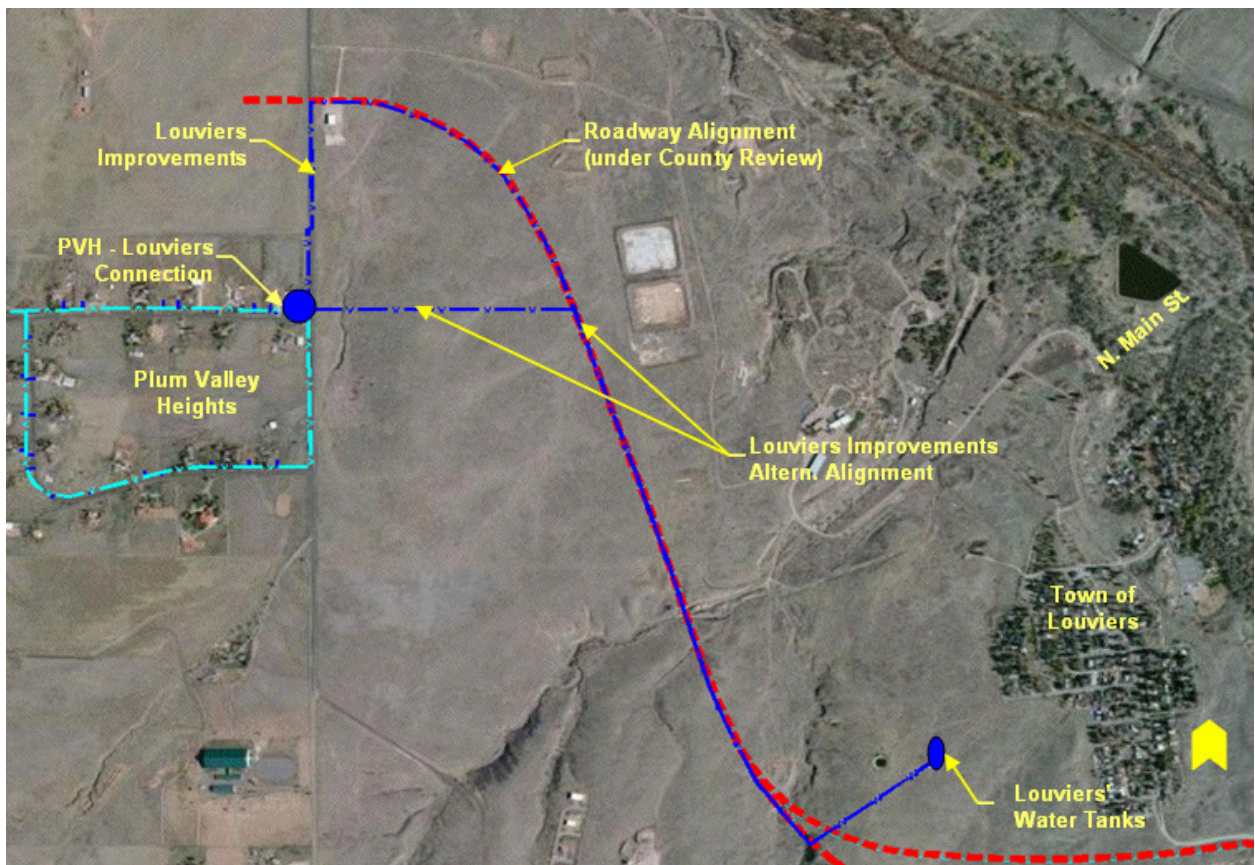 Louviers
Improvements
Roadway Alignment
(under County Review)
PVH - Louviers
Connection
N. Main St.
Plum Valley
Heights
Louviers Improvements
Altern. Alignment
Town of
Louviers
Louviers'
Water Tanks